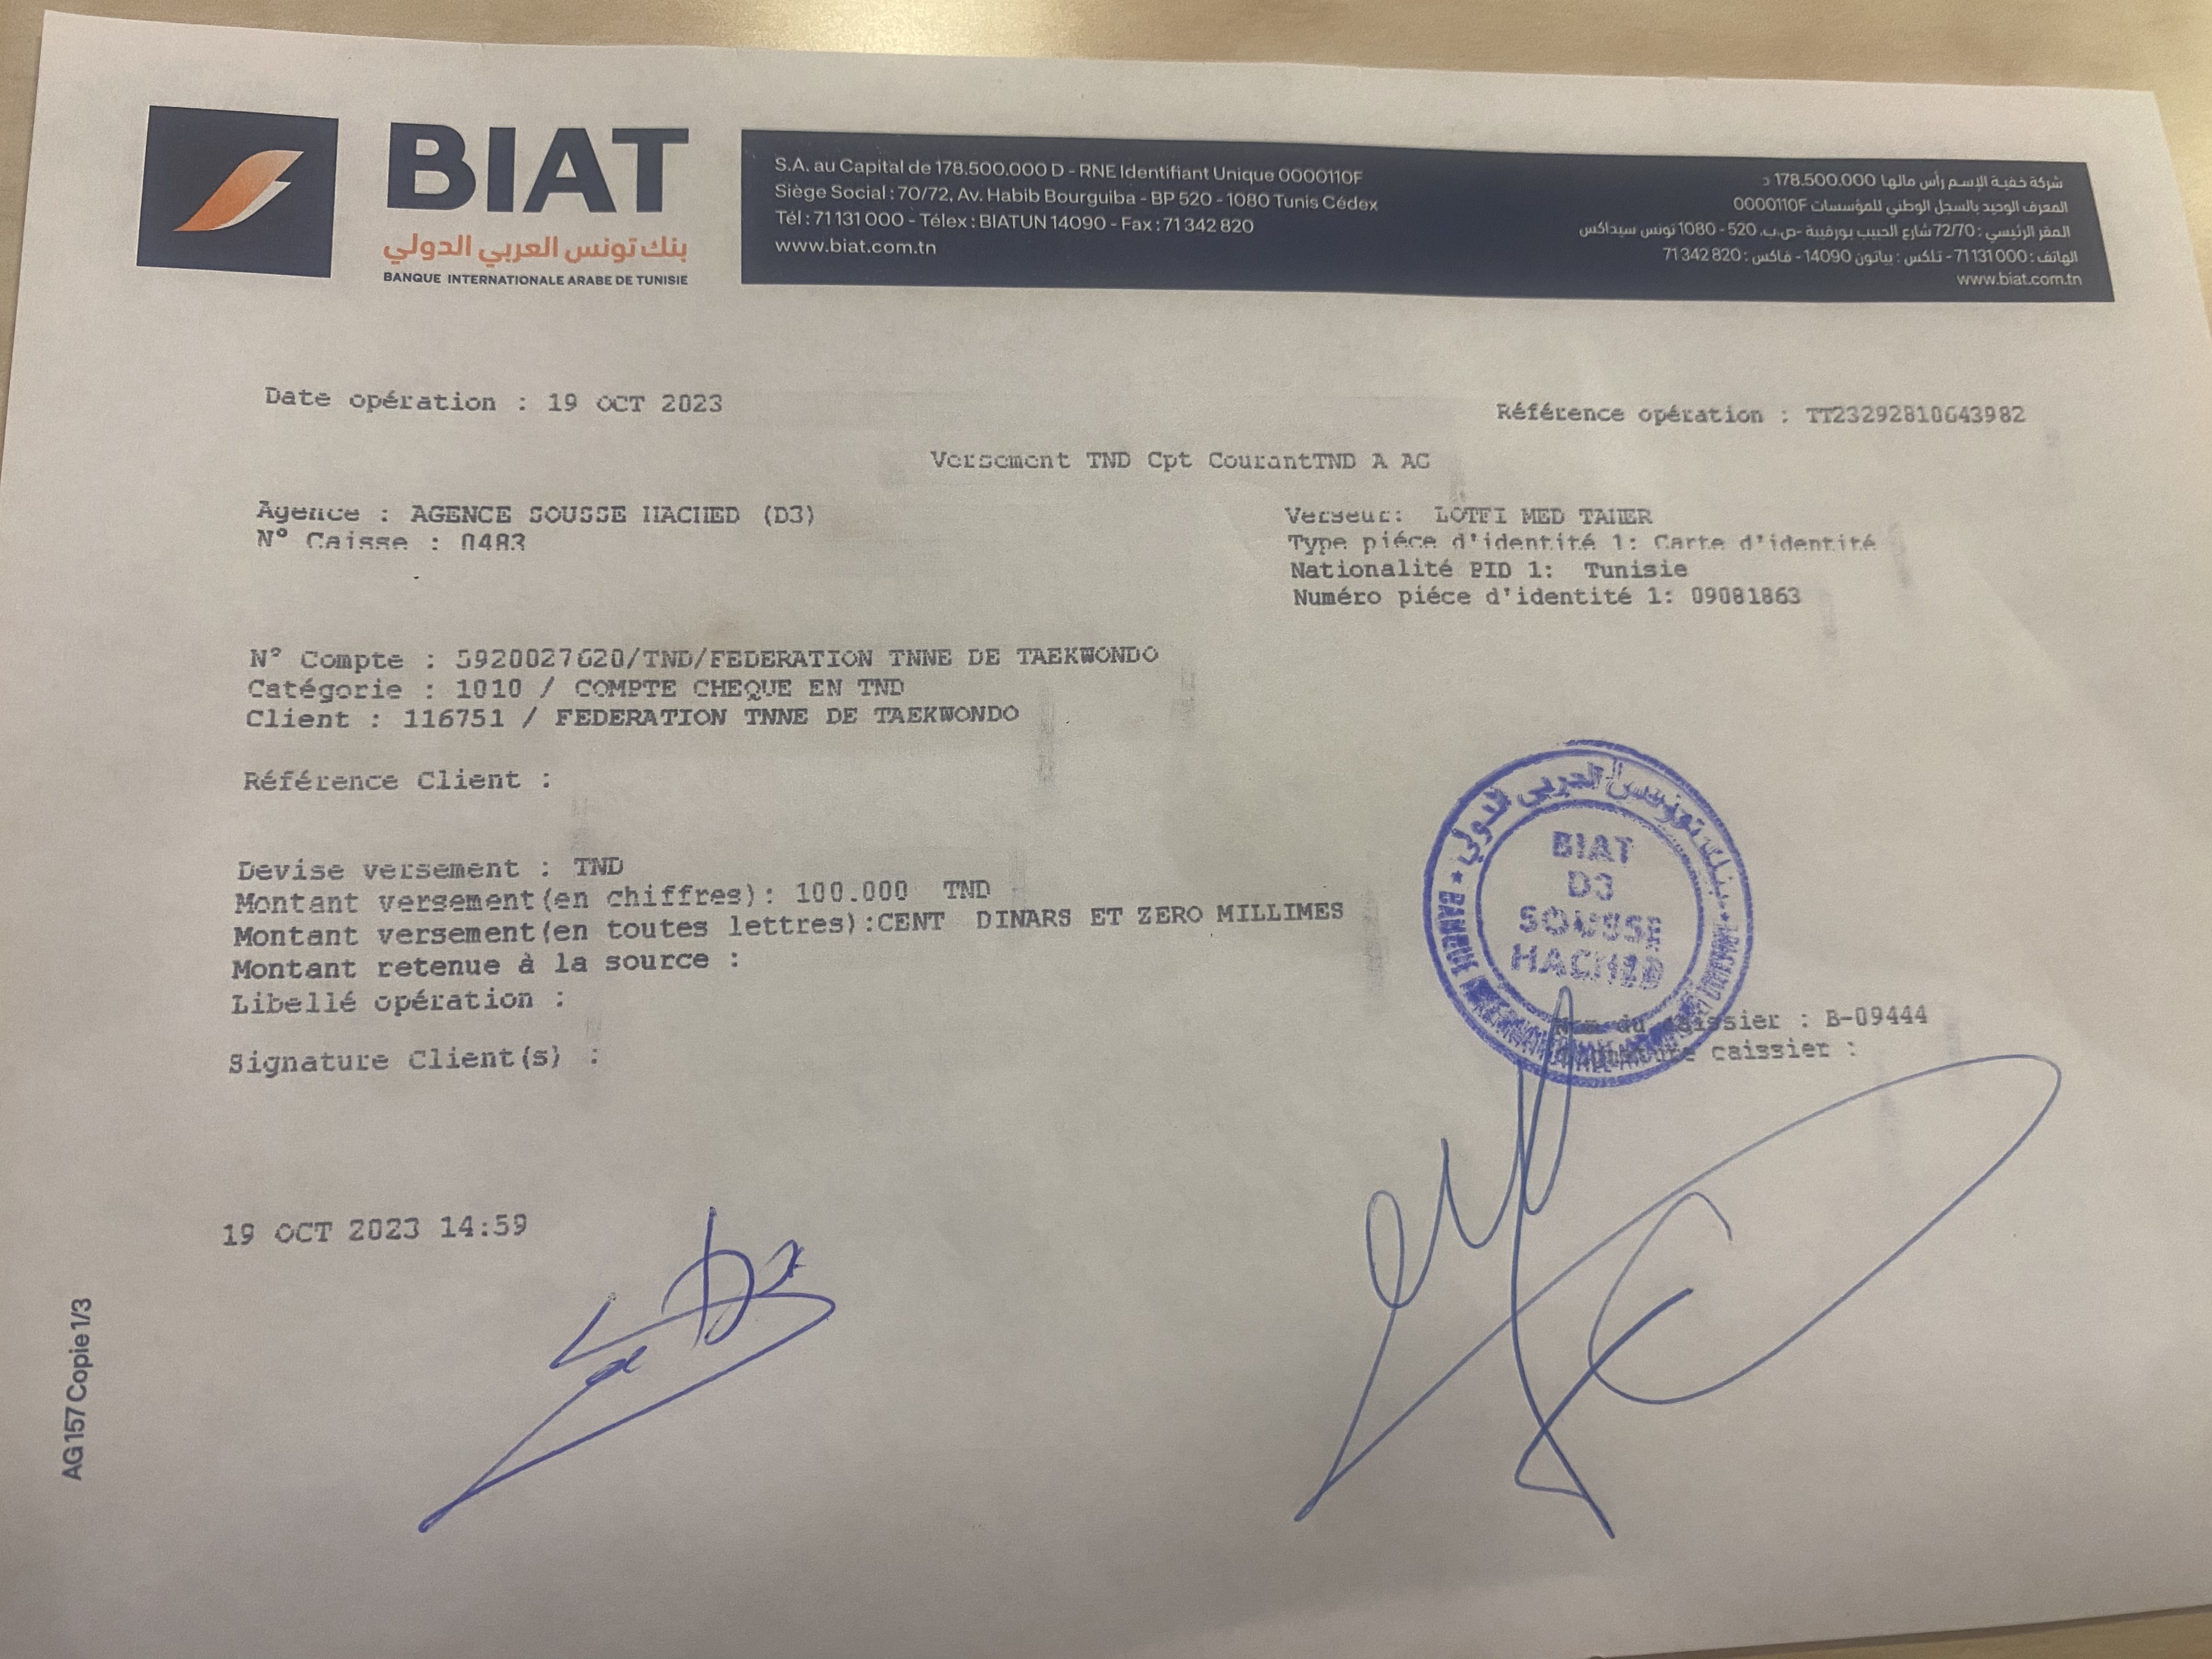 BIAT
بنك تونس العربي الدولي
BANQUE INTERNATIONALE ARABE DE TUNISIE
S.A. au Capital de 178.500.000 D - RNE Identifiant Unique 0000110F
Siège Social : 70/72, Av. Habib Bourguiba - BP 520 - 1080 Tunis Cédex
Tél : 71 131 000 - Télex : BIATUN 14090 - Fax : 71 342 820
www.biat.com.tn
شركة خفية الإسم رأس مالها 178.500.000 د
المعرف الوحيد بالسجل الوطني للمؤسسات 0000110F
المقر الرئيسي : 72/70 شارع الحبيب بورقيبة -ص.ب. 520 - 1080 تونس سيداكس
الهاتف : 71131000 - تلكس : بياتون 14090 - فاكس : 71342820
www.biat.com.tn
Date opération : 19 OCT 2023
Référence opération : TT23292810643982
Versement TND Cpt CourantTND A AG
Agence : AGENCE SOUSSE HACHED (D3)
N° Caisse : 0483
Verseur: LOTFI MED TAHER
Type piéce d'identité 1: Carte d'identité
Nationalité PID 1: Tunisie
Numéro piéce d'identité 1: 09081863
N° Compte : 5920027620/TND/FEDERATION TNNE DE TAEKWONDO
Catégorie : 1010 / COMPTE CHEQUE EN TND
Client : 116751 / FEDERATION TNNE DE TAEKWONDO
Référence Client :
Devise versement : TND
Montant versement(en chiffres): 100.000 TND
Montant versement(en toutes lettres):CENT DINARS ET ZERO MILLIMES
Montant retenue à la source :
Libellé opération :
Signature Client(s) :
بنك تونس العربي الدولي
BIAT
D3
SOUSSE
HACHED
BANQUE
du caissier : B-09444
caissier :
19 OCT 2023 14:59
AG 157 Copie 1/3